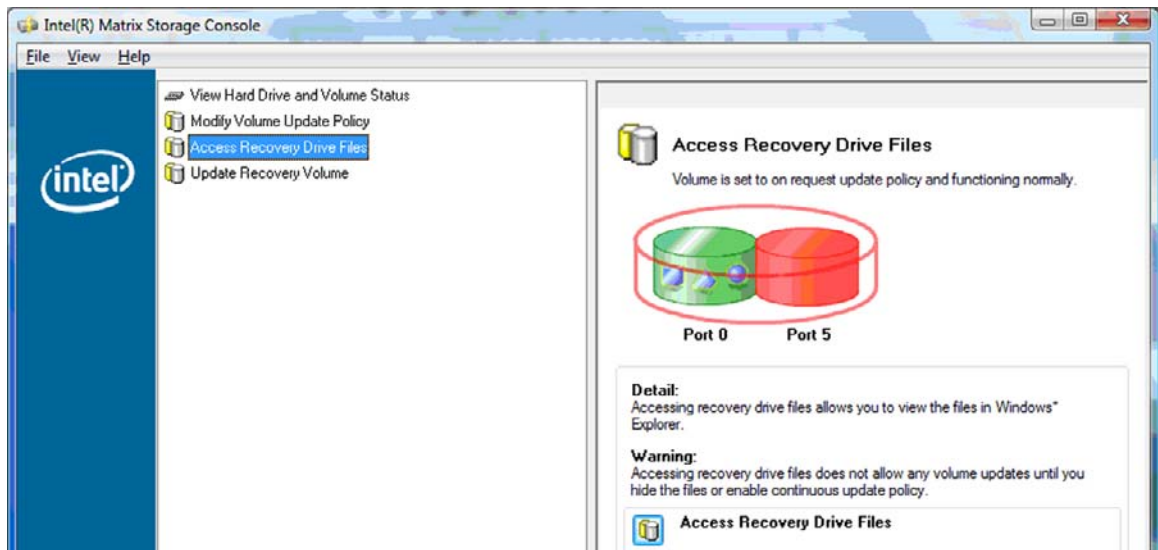 Intel(R) Matrix Storage Console
File View Help
View Hard Drive and Volume Status
Modify Volume Update Policy
Access Recovery Drive Files
Update Recovery Volume
intel
Access Recovery Drive Files
Volume is set to on request update policy and functioning normally.
Port 0 Port 5
Detail:
Accessing recovery drive files allows you to view the files in Windows*
Explorer.
Warning:
Accessing recovery drive files does not allow any volume updates until you
hide the files or enable continuous update policy.
Access Recovery Drive Files